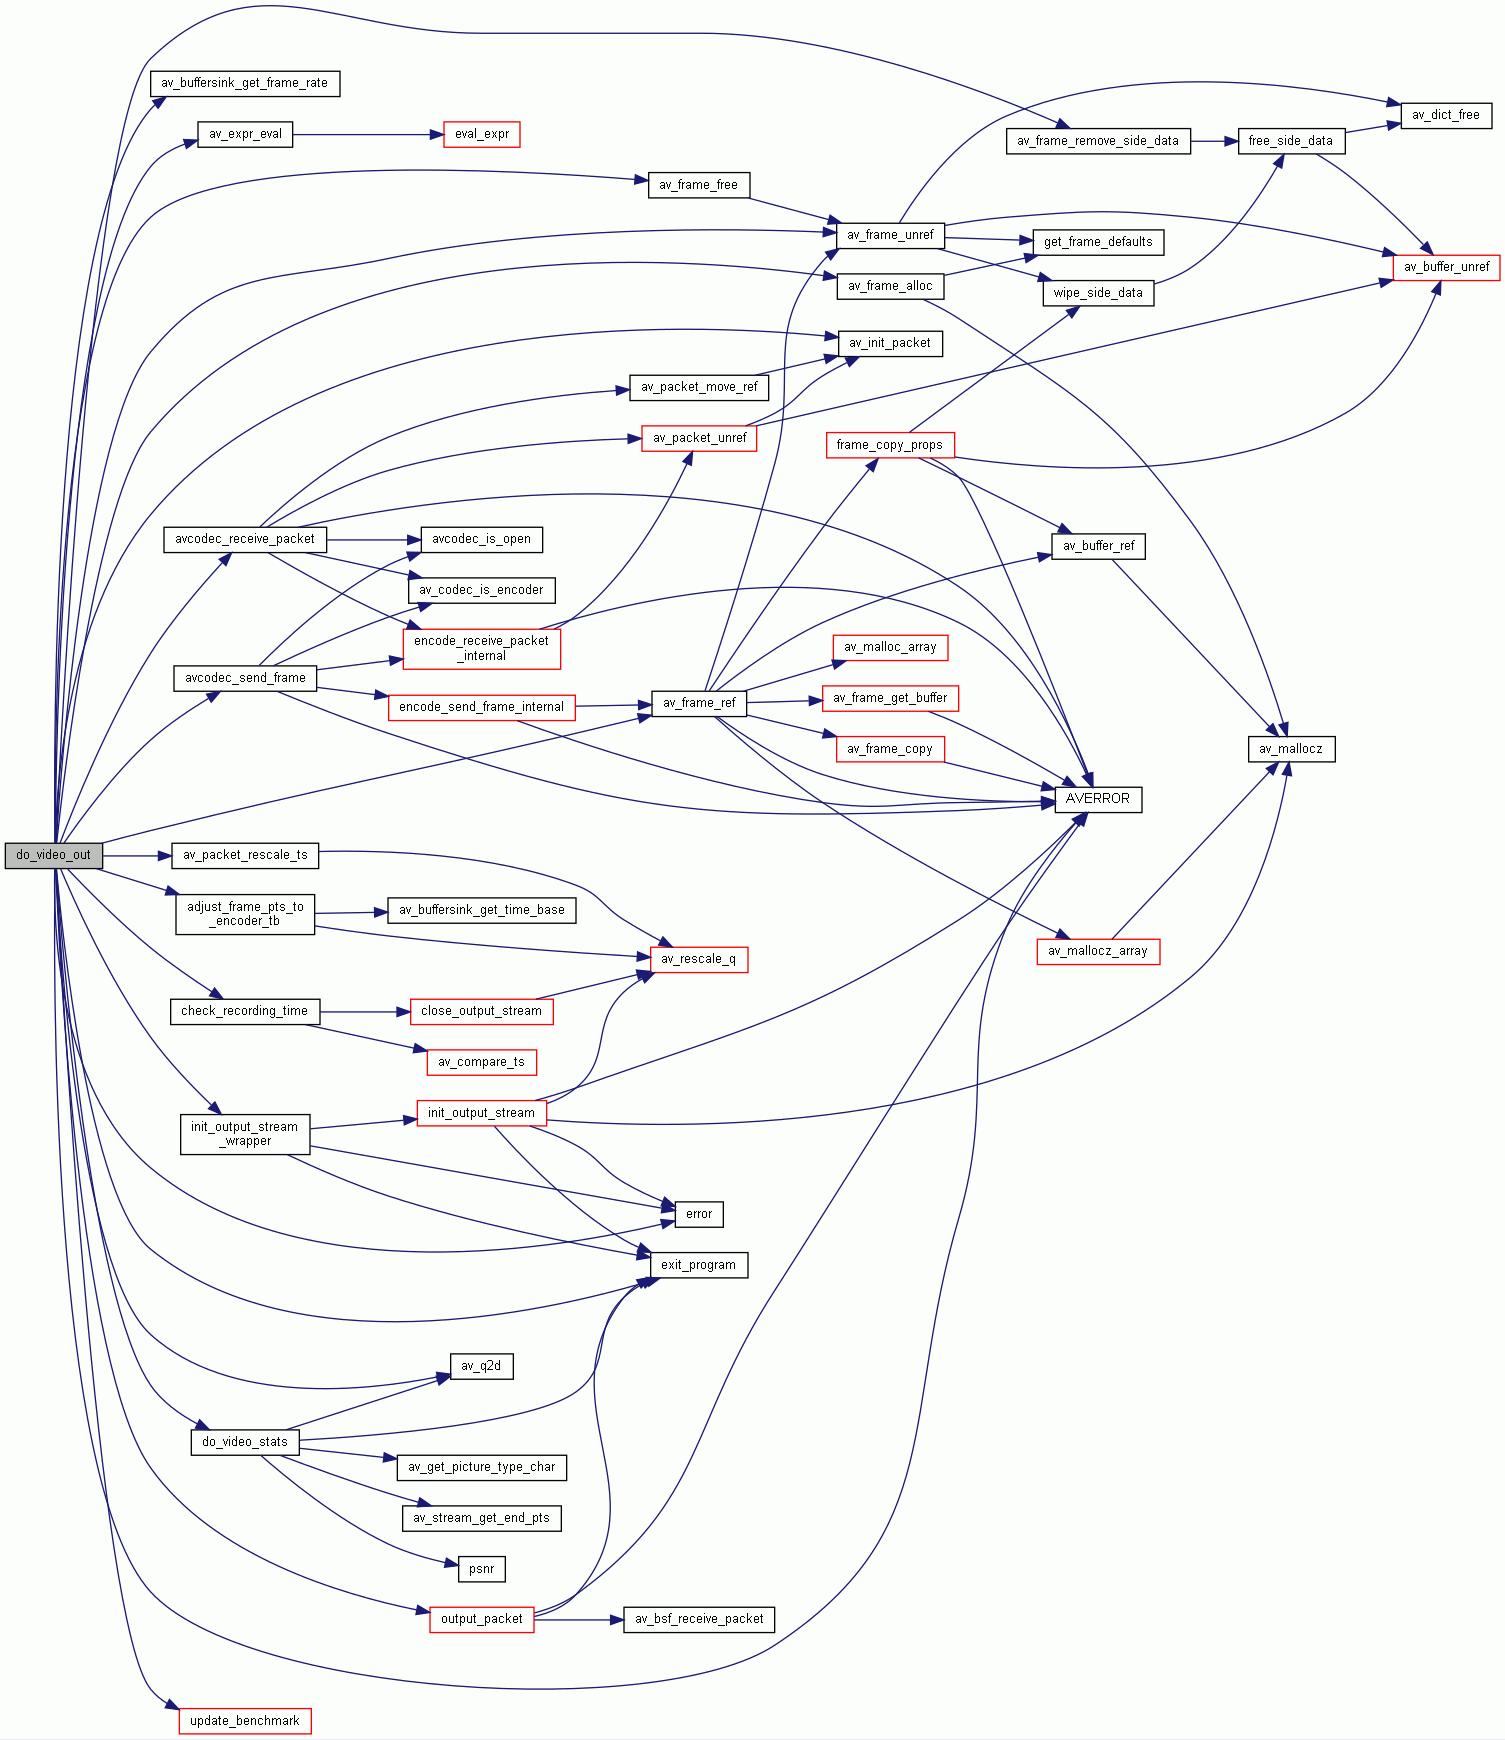 av_buffersink_get_frame_rate
av_dict_free
av_expr_eval
eval_expr
av_frame_remove_side_data
free_side_data
av_frame_free
av_frame_unref
get_frame_defaults
av_buffer_unref
av_frame_alloc
wipe_side_data
av_init_packet
av_packet_move_ref
av_packet_unref
frame_copy_props
avcodec_receive_packet
avcodec_is_open
av_buffer_ref
av_codec_is_encoder
encode_receive_packet
_internal
av_malloc_array
avcodec_send_frame
av_frame_get_buffer
encode_send_frame_internal
av_frame_ref
av_frame_copy
av_mallocz
AVERROR
do_video_out
av_packet_rescale_ts
adjust_frame_pts_to
_encoder_tb
av_buffersink_get_time_base
av_mallocz_array
av_rescale_q
check_recording_time
close_output_stream
av_compare_ts
init_output_stream
init_output_stream
_wrapper
error
exit_program
av_q2d
do_video_stats
av_get_picture_type_char
av_stream_get_end_pts
psnr
output_packet
av_bsf_receive_packet
update_benchmark